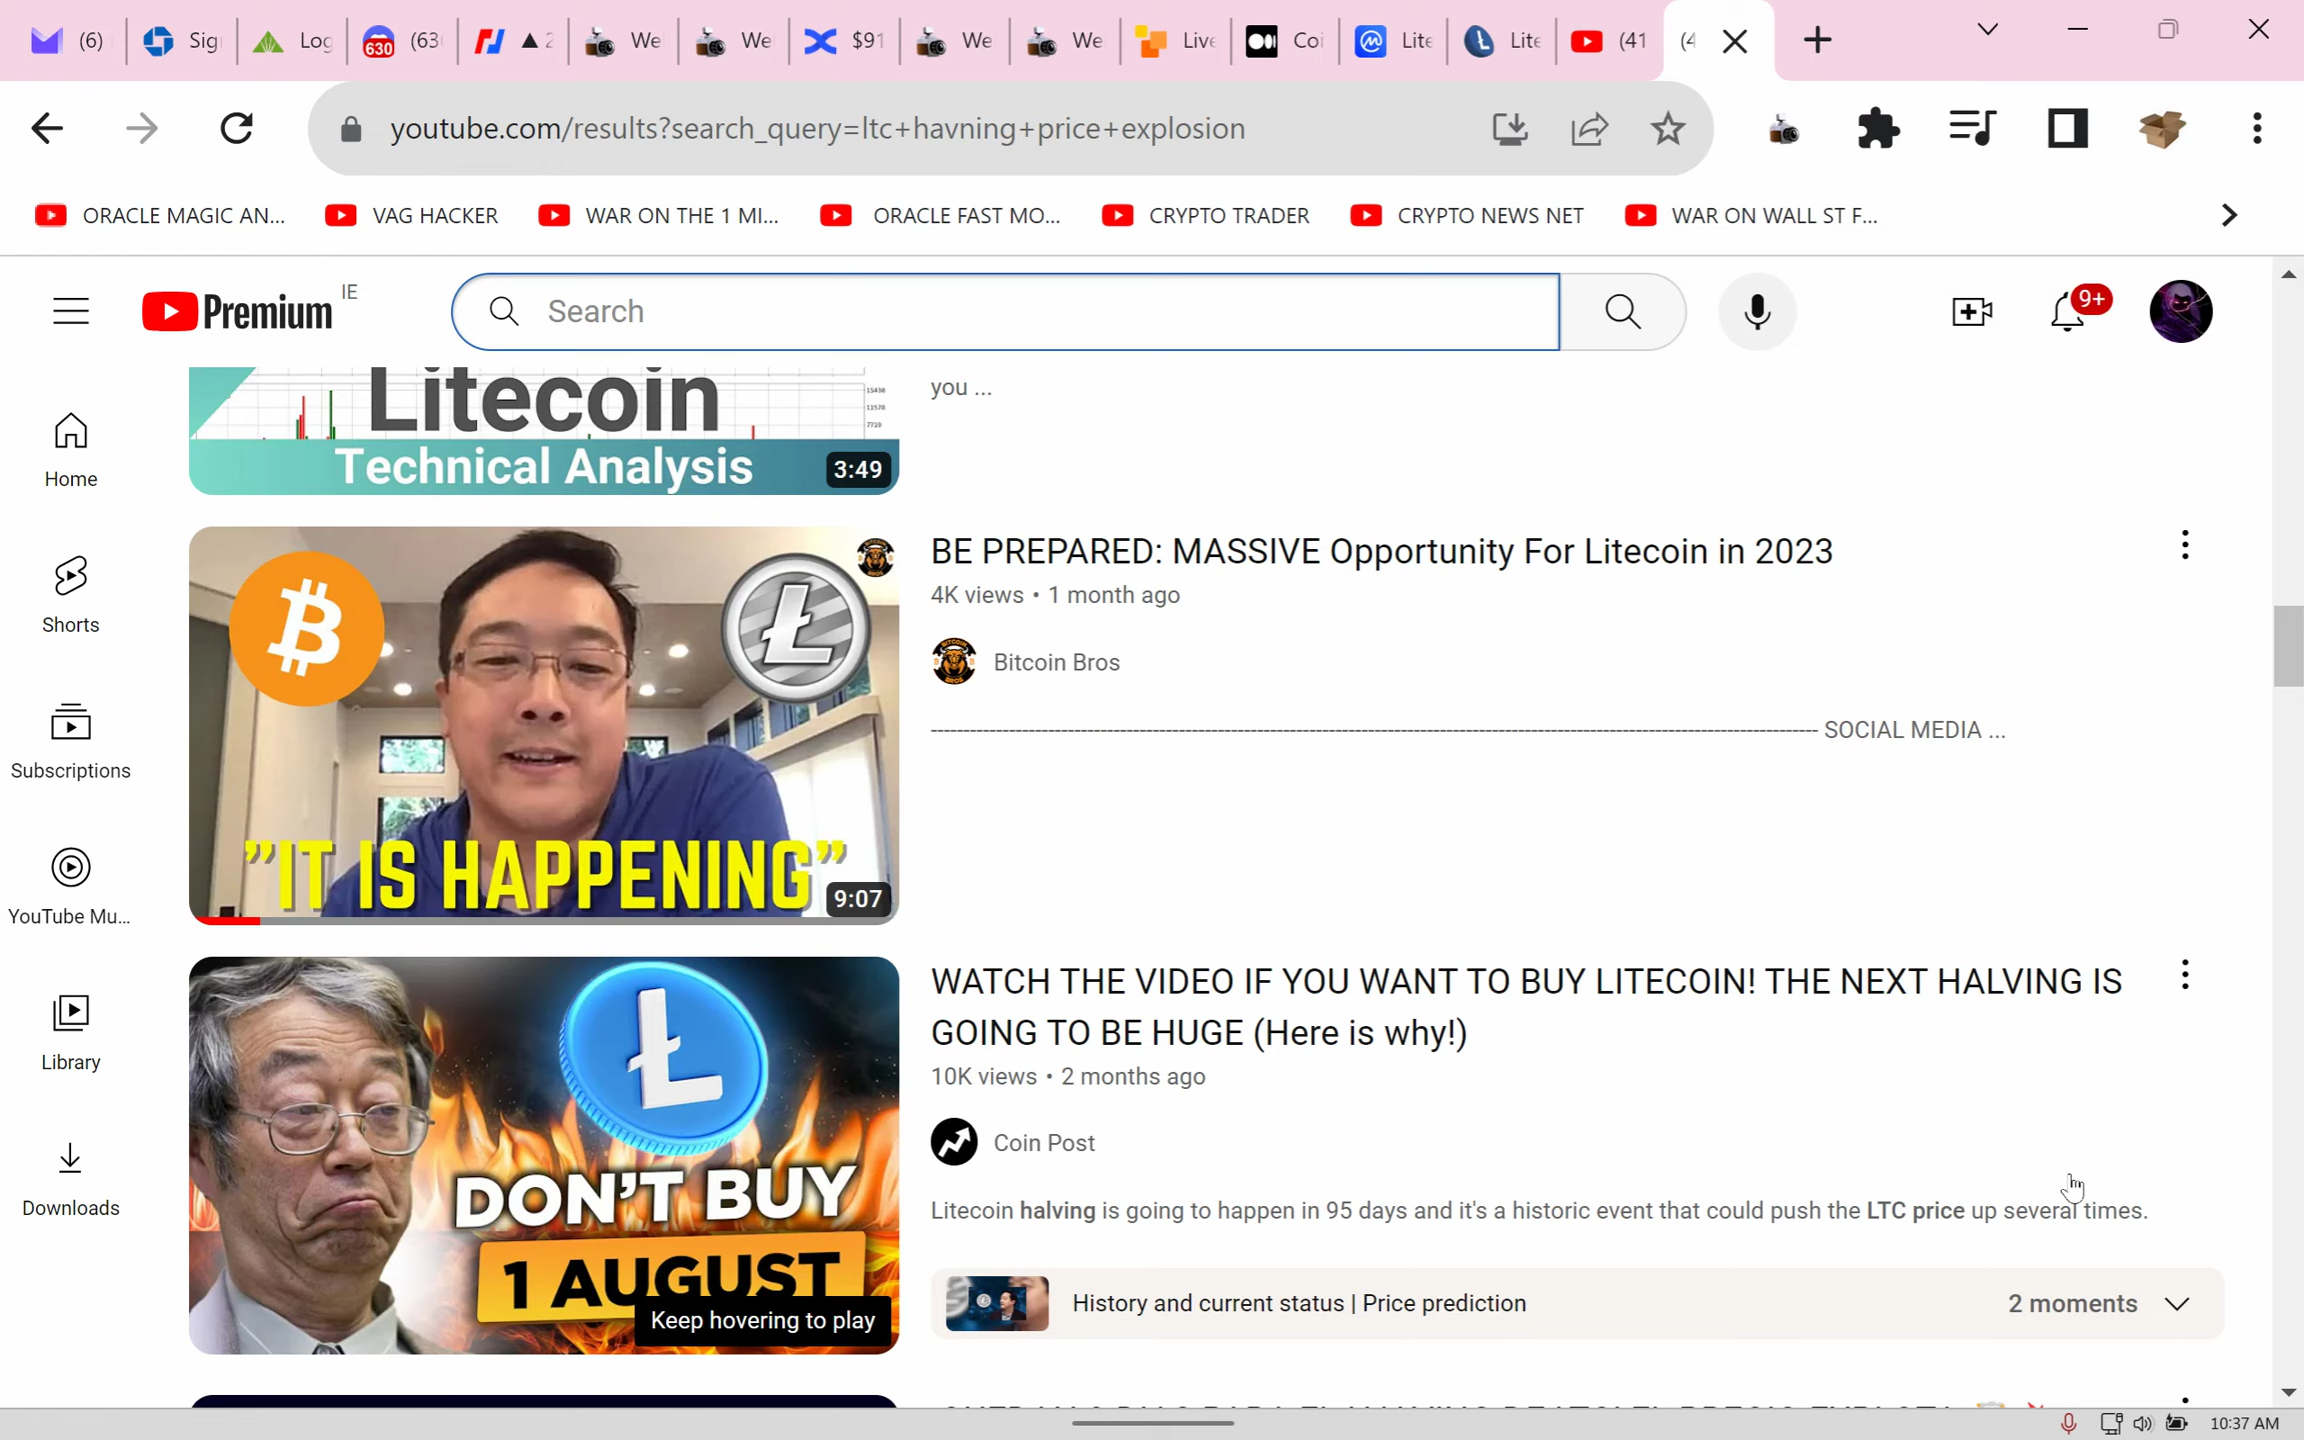 (6)
Sig
Log
630
(63
▲ 2
We
We
$91
We
We
Live
Coi
Lite
Lite
(41
(4
youtube.com/results?search_query=ltc+havning+price+explosion
ORACLE MAGIC AN...
VAG HACKER
WAR ON THE 1 MI...
ORACLE FAST MO...
CRYPTO TRADER
CRYPTO NEWS NET
WAR ON WALL ST F...
Premium
IE
Search
9+
Home
Shorts
Subscriptions
YouTube Mu...
Library
Downloads
Litecoin
Technical Analysis
3:49
you ...
"IT IS HAPPENING"
9:07
BE PREPARED: MASSIVE Opportunity For Litecoin in 2023
4K views • 1 month ago
Bitcoin Bros
SOCIAL MEDIA ...
DON'T BUY
1 AUGUST
Keep hovering to play
WATCH THE VIDEO IF YOU WANT TO BUY LITECOIN! THE NEXT HALVING IS
GOING TO BE HUGE (Here is why!)
10K views • 2 months ago
Coin Post
Litecoin halving is going to happen in 95 days and it's a historic event that could push the LTC price up several times.
History and current status | Price prediction
2 moments
10:37 AM